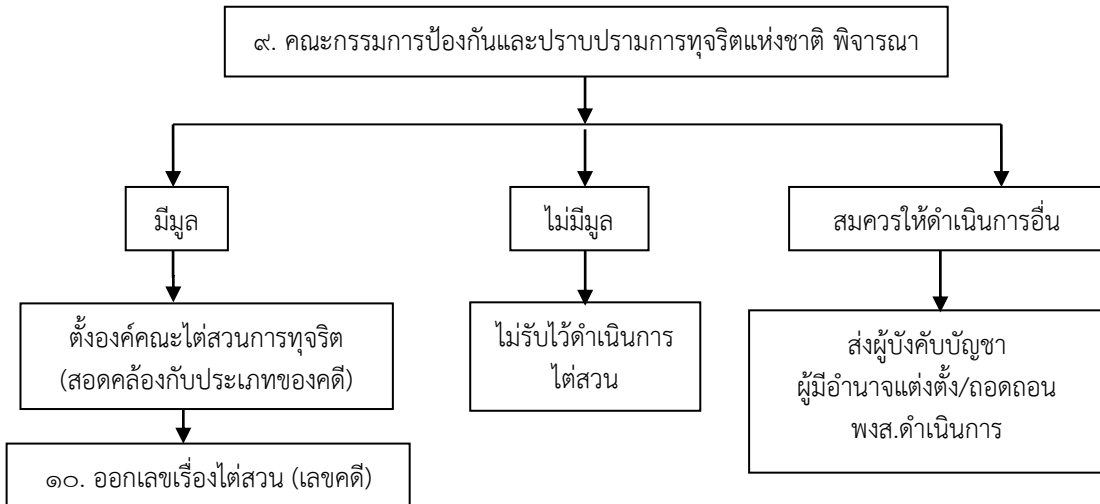 ๙. คณะกรรมการป้องกันและปราบปรามการทุจริตแห่งชาติ พิจารณา
มีมูล
ไม่มีมูล
สมควรให้ดำเนินการอื่น
ตั้งองค์คณะไต่สวนการทุจริต
(สอดคล้องกับประเภทของคดี)
ไม่รับไว้ดำเนินการ
ไต่สวน
ส่งผู้บังคับบัญชา
ผู้มีอำนาจแต่งตั้ง/ถอดถอน
พงส.ดำเนินการ
๑๐. ออกเลขเรื่องไต่สวน (เลขคดี)